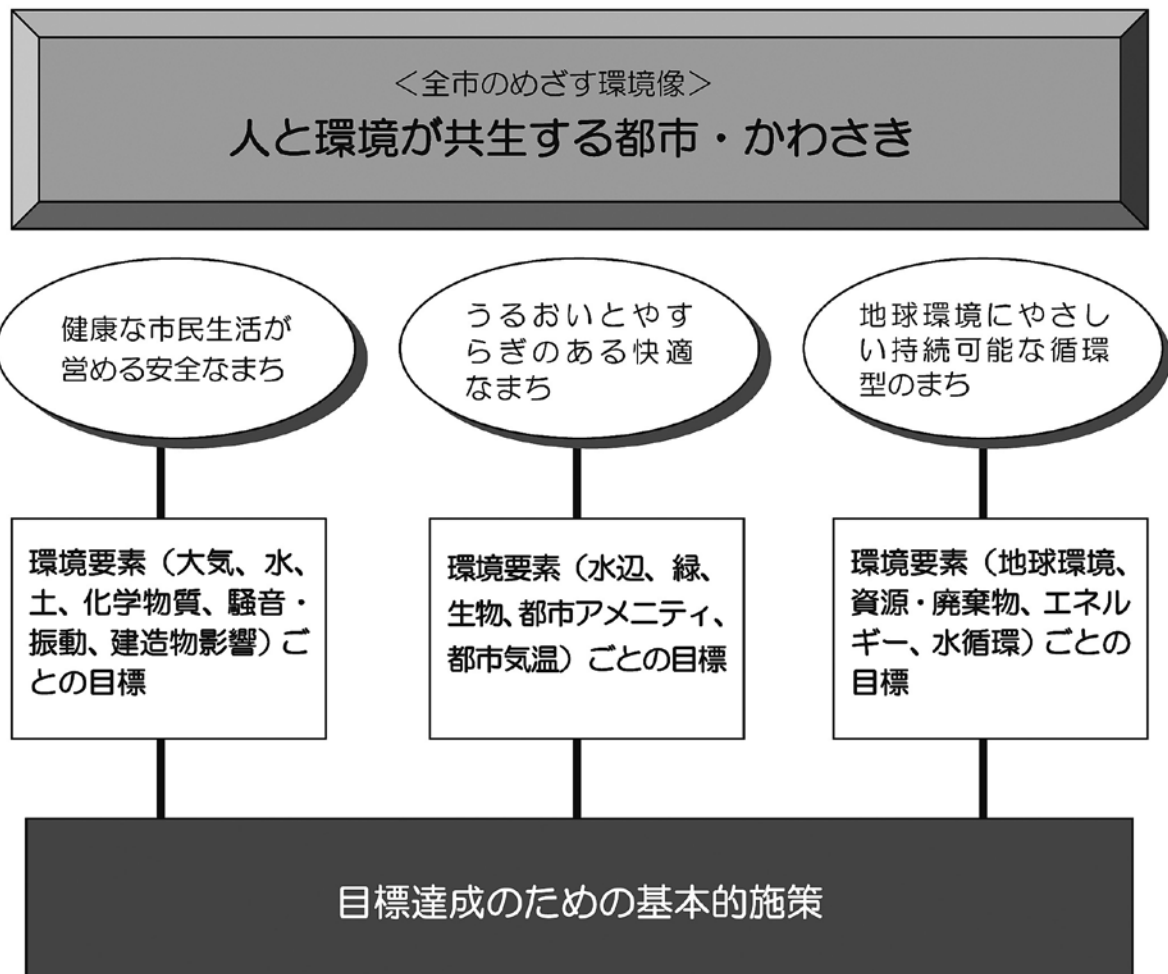 ＜全市のめざす環境像＞
人と環境が共生する都市・かわさき
健康な市民生活が
営める安全なまち
うるおいとやす
らぎのある快適
なまち
地球環境にやさし
い持続可能な循環
型のまち
環境要素（大気、水、
土、化学物質、騒音・
振動、建造物影響）ご
との目標
環境要素（水辺、緑、
生物、都市アメニティ、
都市気温）ごとの目標
環境要素（地球環境、
資源・廃棄物、エネル
ギー、水循環）ごとの
目標
目標達成のための基本的施策